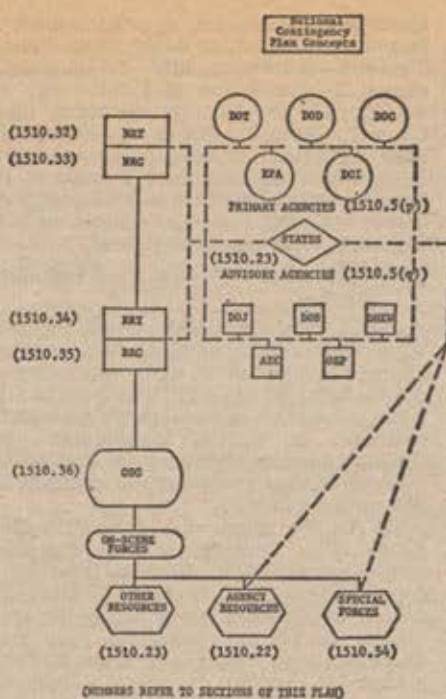 National
Contingency
Plan Concepts
(1510.32)
NRT
(1510.33)
NRC
DOT
DOD
DOC
EPA
DOI
PRIMARY AGENCIES (1510.5(p))
STATES
(1510.23)
ADVISORY AGENCIES (1510.5(q))
(1510.34)
RRT
(1510.35)
RRC
DOJ
DHEW
AEC
OEP
(1510.36)
OSC
ON-SCENE
FORCES
OTHER
RESOURCES
AGENCY
RESOURCES
SPECIAL
FORCES
(1510.23)
(1510.22)
(1510.34)
(NUMBERS REFER TO SECTIONS OF THIS PLAN)